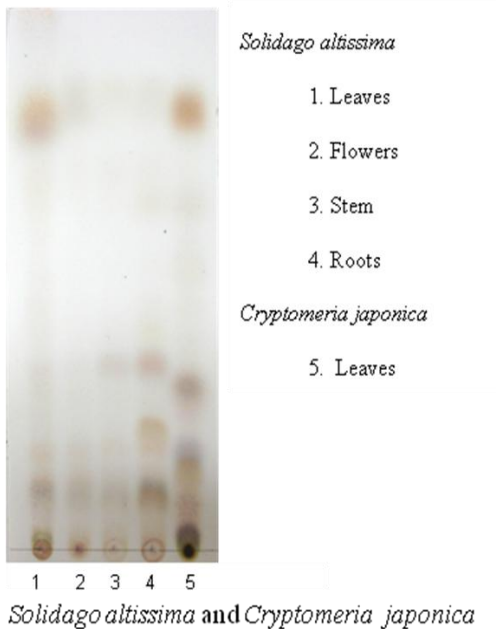 Solidago altissima
1. Leaves
2. Flowers
3. Stem
4. Roots
Cryptomeria japonica
5. Leaves
1 2 3 4 5
Solidago altissima and Cryptomeria japonica